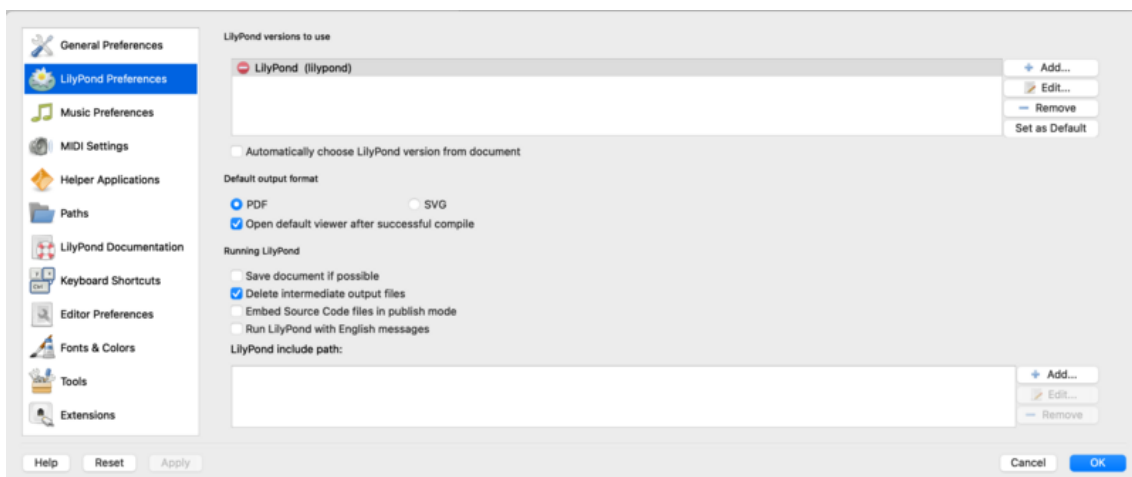 General Preferences
LilyPond Preferences
Music Preferences
MIDI Settings
Helper Applications
Paths
LilyPond Documentation
Keyboard Shortcuts
Editor Preferences
Fonts & Colors
Tools
Extensions
LilyPond versions to use
LilyPond (lilypond)
Add...
Edit...
Remove
Set as Default
Automatically choose LilyPond version from document
Default output format
PDF SVG
Open default viewer after successful compile
Running LilyPond
Save document if possible
Delete intermediate output files
Embed Source Code files in publish mode
Run LilyPond with English messages
LilyPond include path:
Add...
Edit...
Remove
Help Reset Apply Cancel OK